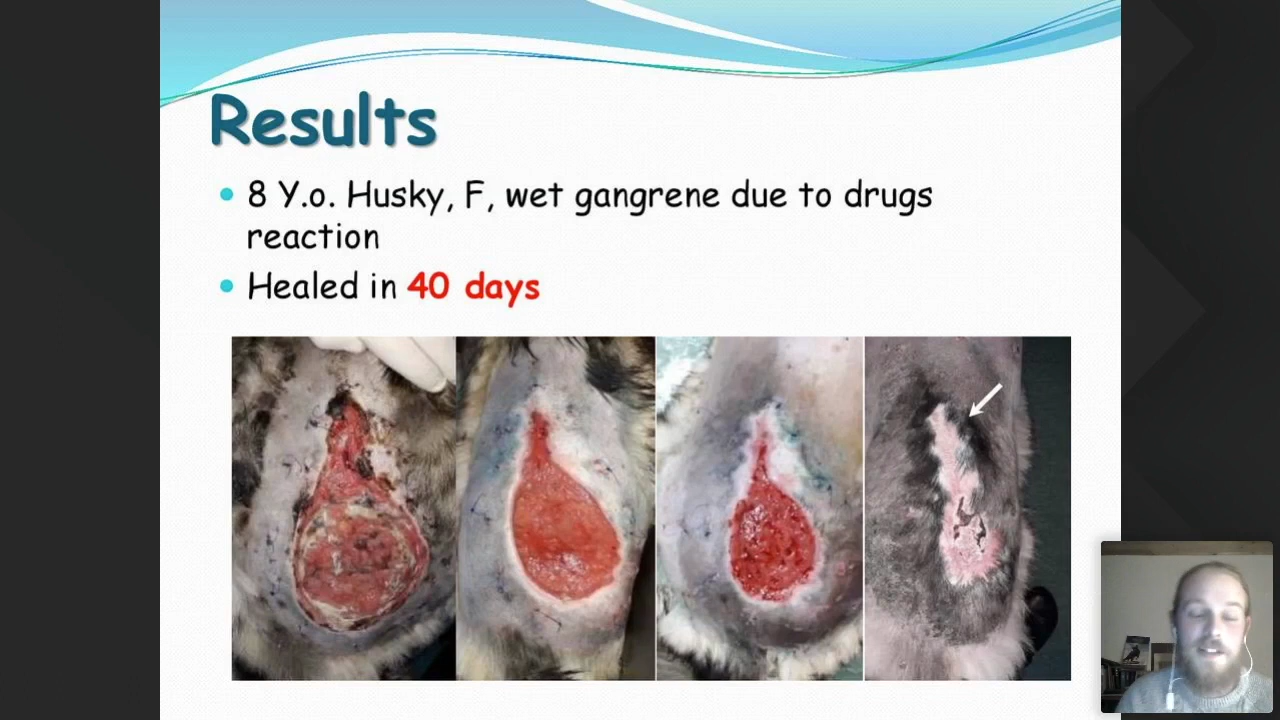 Results
8 Y.o. Husky, F, wet gangrene due to drugs
reaction
Healed in 40 days